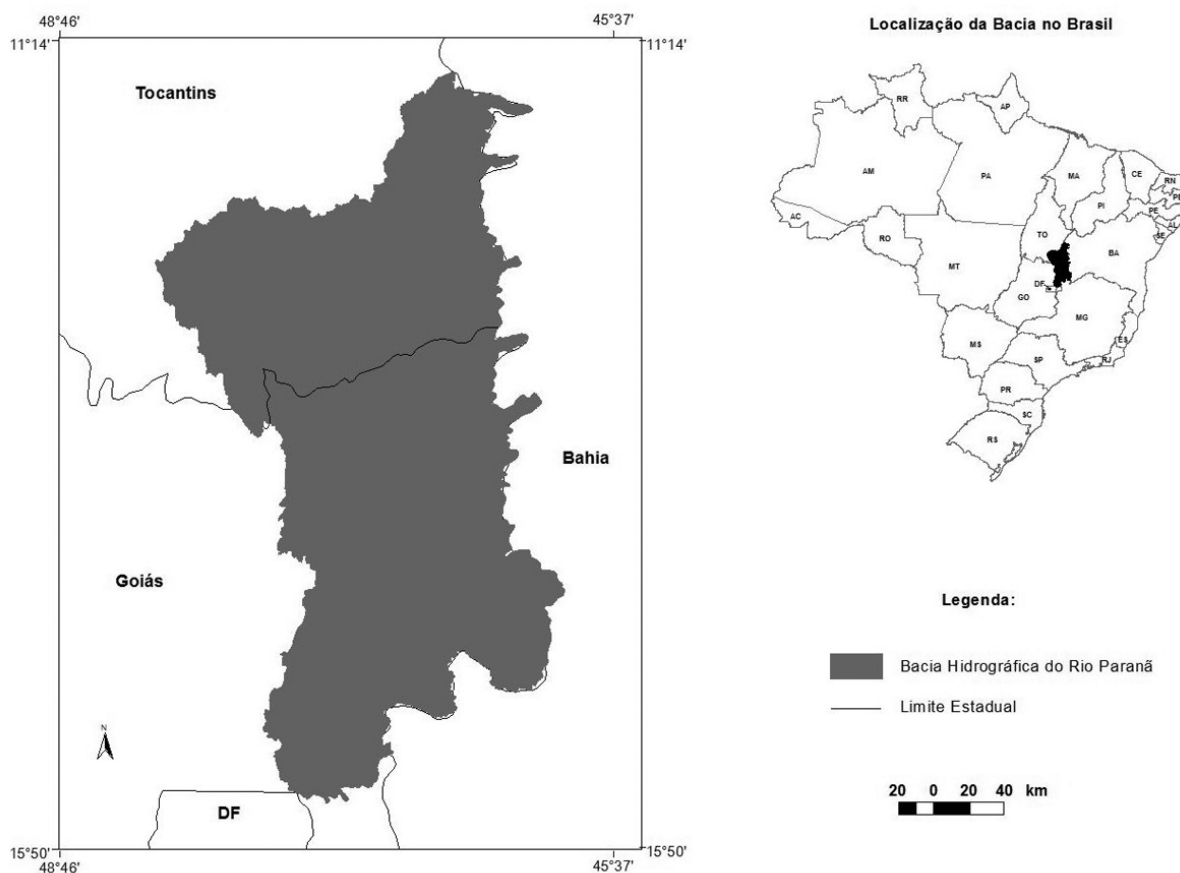 48°46' 45°37'
11°14' 11°14'
Tocantins
Bahia
Goiás
N
DF
15°50' 15°50'
48°46' 45°37'
Localização da Bacia no Brasil
RR AP
AM PA MA CE RN
PI PE
AC TO AL
RO SE
MT BA
DF
GO
MG
MS ES
SP RJ
PR
SC
RS
Legenda:
Bacia Hidrográfica do Rio Paranã
Limite Estadual
20 0 20 40 km